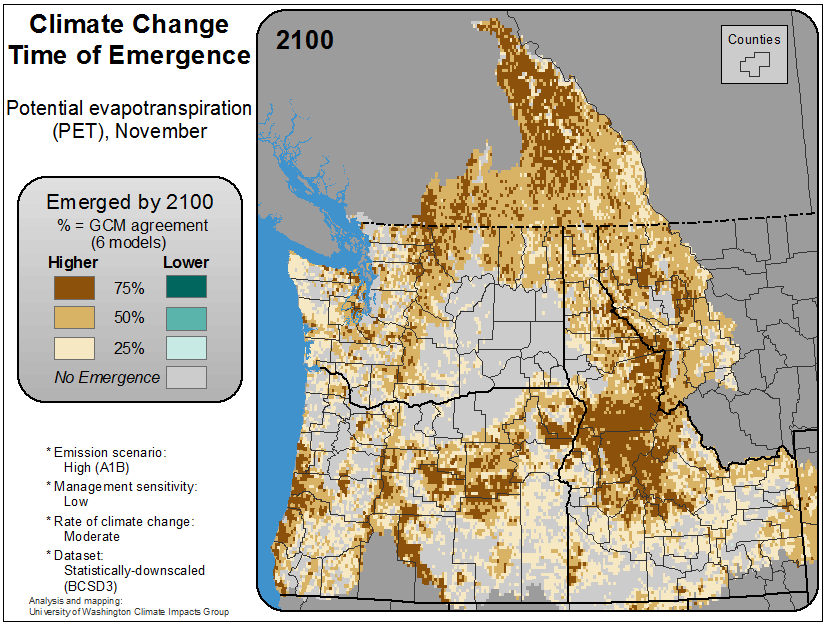 Climate Change
Time of Emergence
Potential evapotranspiration
(PET), November
Emerged by 2100
% = GCM agreement
(6 models)
Higher Lower
75%
50%
25%
No Emergence
* Emission scenario:
High (A1B)
* Management sensitivity:
Low
* Rate of climate change:
Moderate
* Dataset:
Statistically-downscaled
(BCSD3)
Analysis and mapping:
University of Washington Climate Impacts Group
2100
Counties